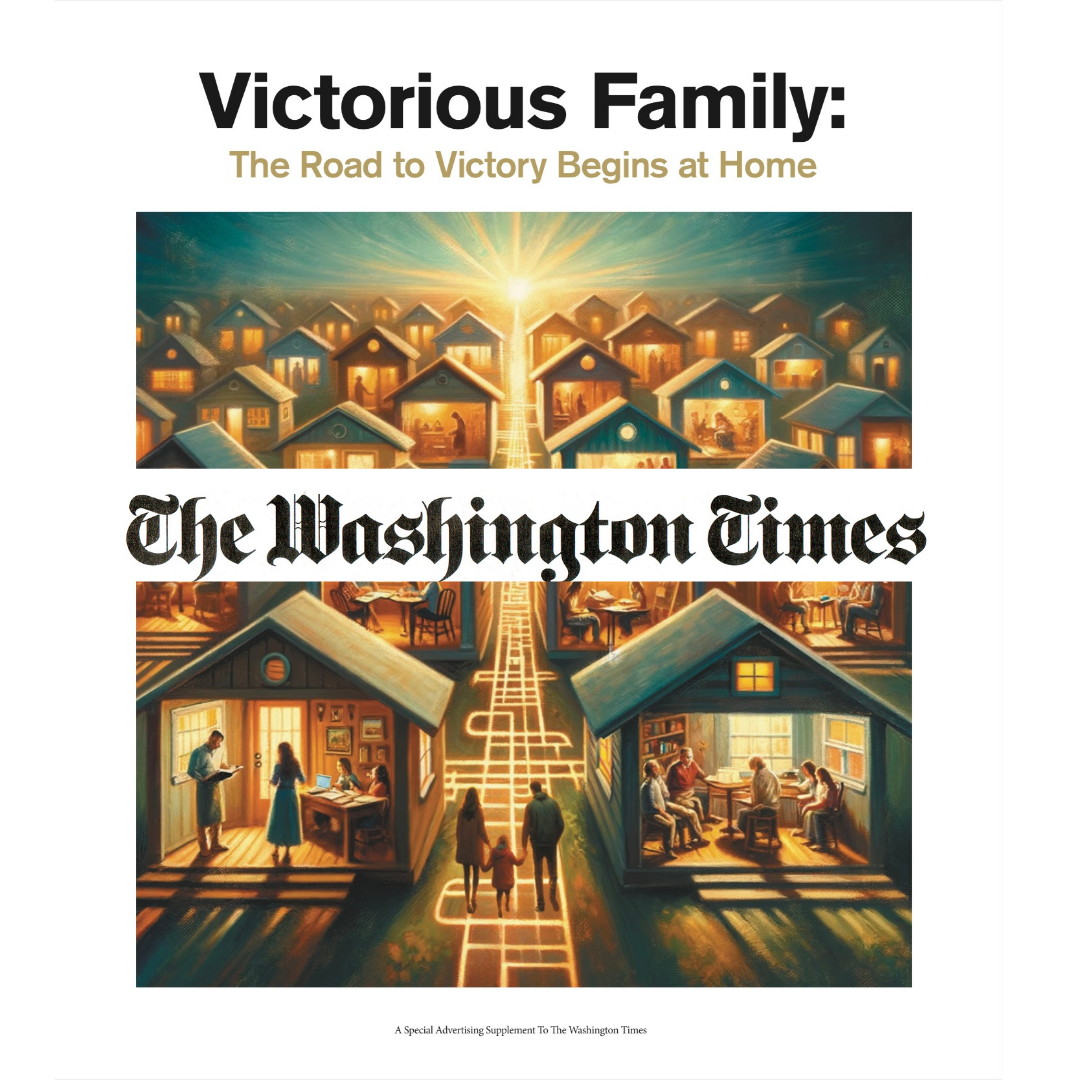 Victorious Family:
The Road to Victory Begins at Home
The Washington Times
A Special Advertising Supplement To The Washington Times